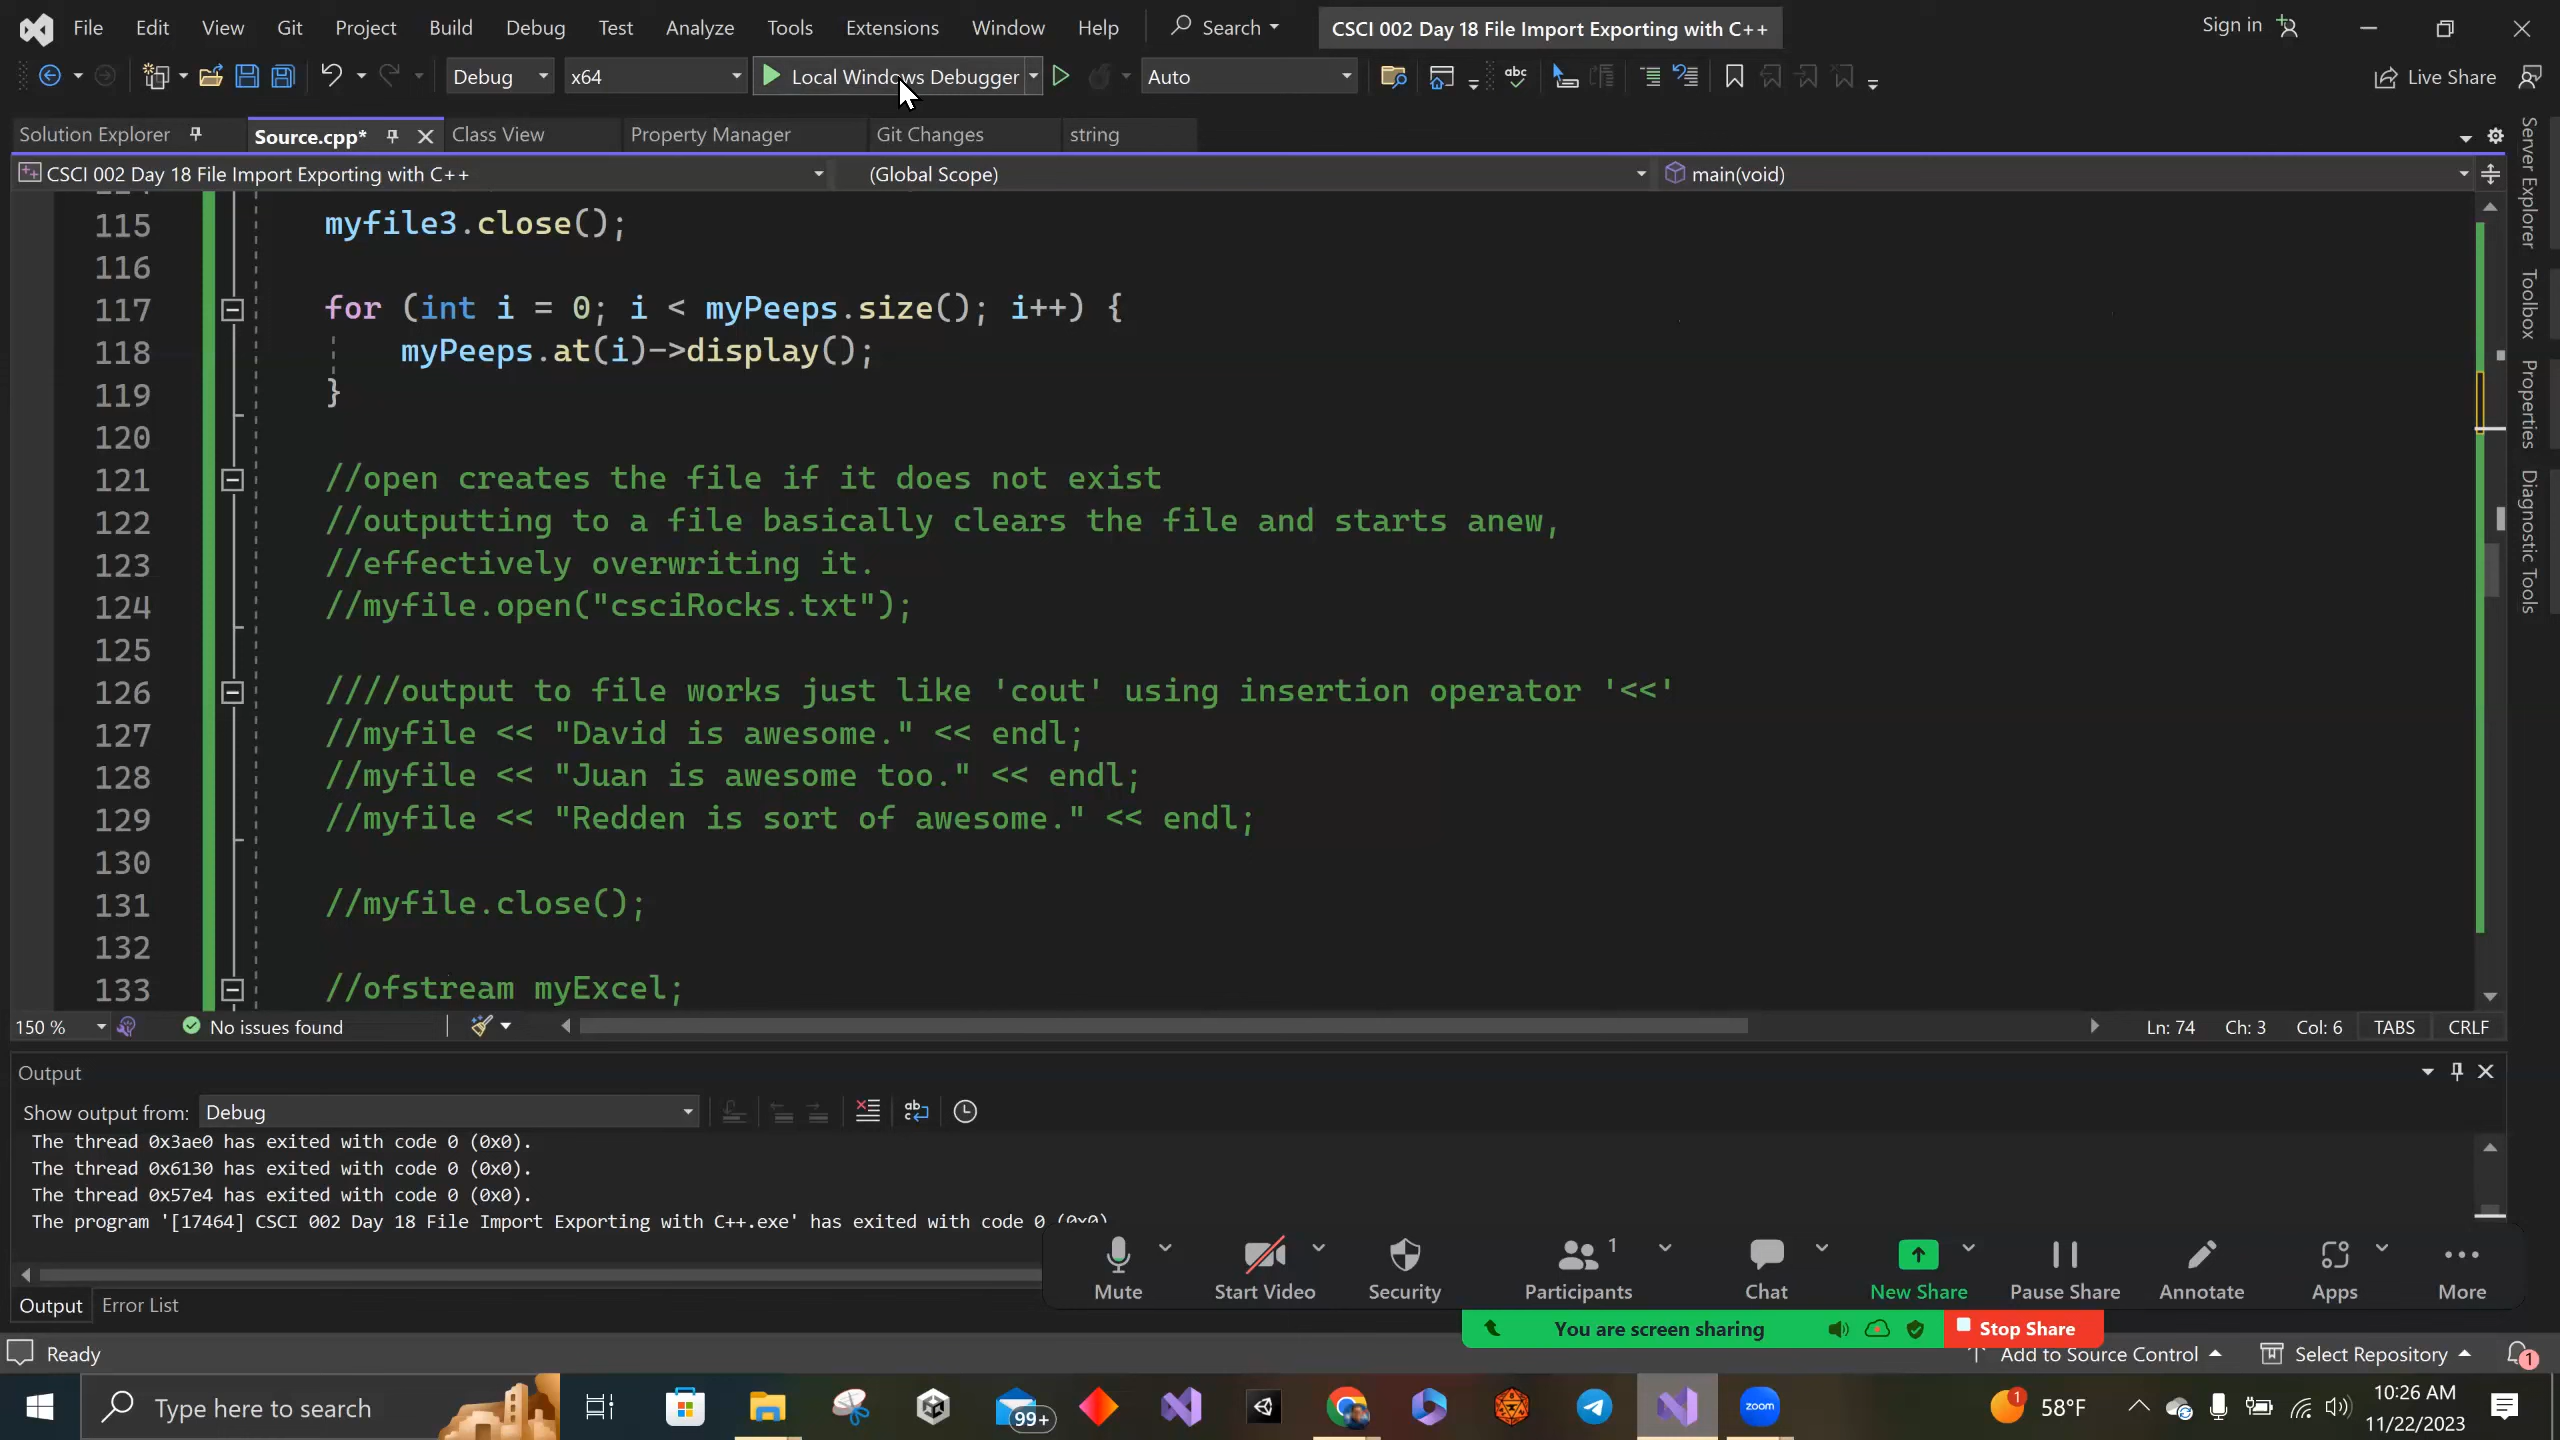 File Edit View Git Project Build Debug Test Analyze Tools Extensions Window Help Search CSCI 002 Day 18 File Import Exporting with C++ Sign in
Debug x64 Local Windows Debugger Auto abc Live Share
Solution Explorer Source.cpp* Class View Property Manager Git Changes string
CSCI 002 Day 18 File Import Exporting with C++ (Global Scope) main(void)
115 myfile3.close();
116
117 for (int i = 0; i < myPeeps.size(); i++) {
118 myPeeps.at(i)->display();
119 }
120
121 //open creates the file if it does not exist
122 //outputting to a file basically clears the file and starts anew,
123 //effectively overwriting it.
124 //myfile.open("csciRocks.txt");
125
126 ////output to file works just like 'cout' using insertion operator '<<'
127 //myfile << "David is awesome." << endl;
128 //myfile << "Juan is awesome too." << endl;
129 //myfile << "Redden is sort of awesome." << endl;
130
131 //myfile.close();
132
133 //ofstream myExcel;
Server Explorer
Toolbox
Properties
Diagnostic Tools
150 % No issues found Ln: 74 Ch: 3 Col: 6 TABS CRLF
Output
Show output from: Debug
The thread 0x3ae0 has exited with code 0 (0x0).
The thread 0x6130 has exited with code 0 (0x0).
The thread 0x57e4 has exited with code 0 (0x0).
The program '[17464] CSCI 002 Day 18 File Import Exporting with C++.exe' has exited with code 0 (0x0).
Output Error List
Mute Start Video Security Participants 1 Chat New Share Pause Share Annotate Apps More
You are screen sharing Stop Share
Ready Add to Source Control Select Repository 1
Type here to search 99+ zoom 1 58°F 10:26 AM
11/22/2023